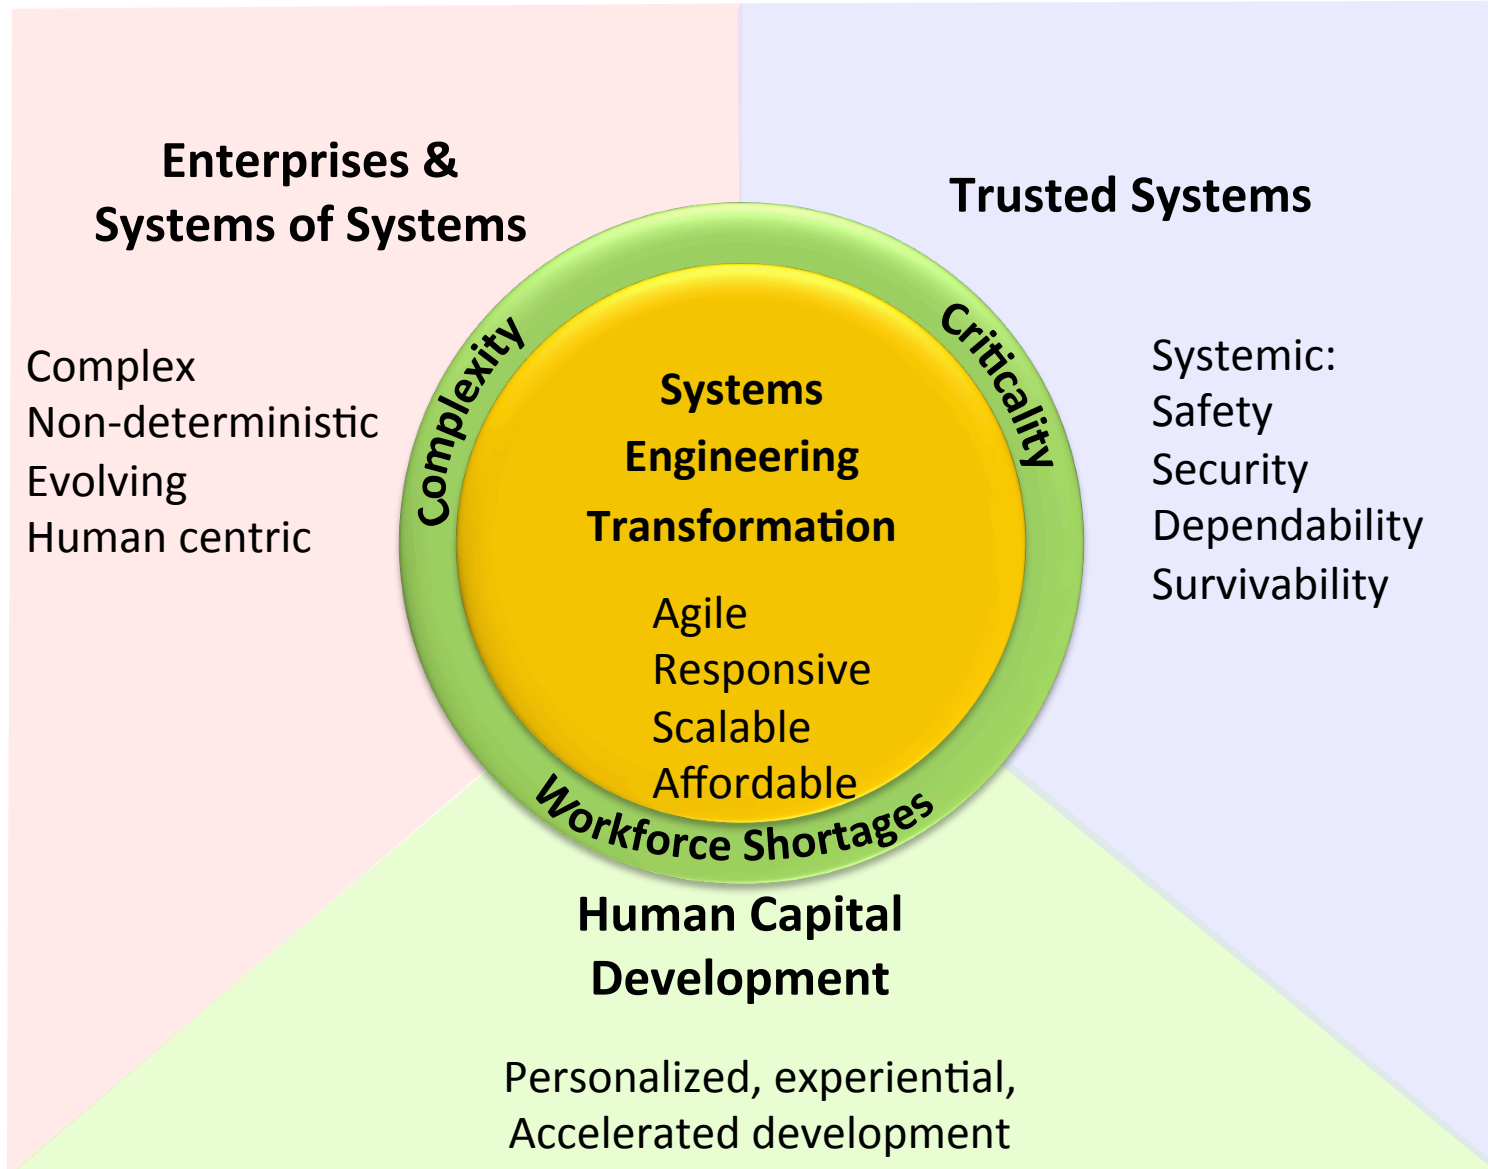 Enterprises &
Systems of Systems
Complex
Non-deterministic
Evolving
Human centric
Trusted Systems
Systemic:
Safety
Security
Dependability
Survivability
Complexity
Criticality
Workforce Shortages
Systems
Engineering
Transformation
Agile
Responsive
Scalable
Affordable
Human Capital
Development
Personalized, experiential,
Accelerated development